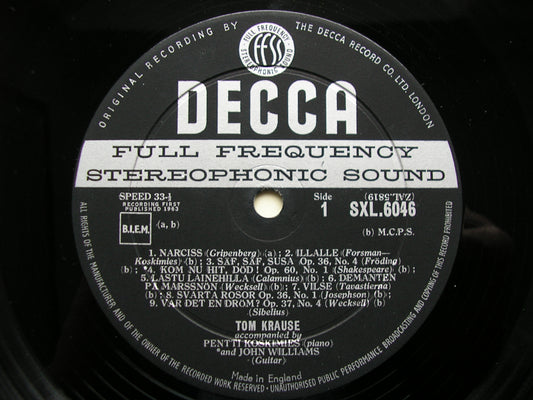 ORIGINAL RECORDING BY THE DECCA RECORD CO. LTD. LONDON
FULL FREQUENCY
FFSS
STEREOPHONIC SOUND
DECCA
FULL FREQUENCY
STEREOPHONIC SOUND
SPEED 33⅓
RECORDING FIRST
PUBLISHED 1963
B.I.E.M.
(a, b)
Side
1
(ZAL.5819)
SXL.6046
(b) M.C.P.S.
1. NARCISS (Gripenberg) (a); 2. ILLALLE (Forsman-
Koskimies) (b); 3. SÄF, SÄF, SUSA Op. 36, No. 4 (Fröding)
(b); *4. KOM NU HIT, DÖD! Op. 60, No. 1 (Shakespeare) (b);
5. LASTU LAINEHILLA (Calamnius) (b); 6. DEMANTEN
PÅ MARSSNÖN (Wecksell) (b); 7. VILSE (Tavastjerna)
(b); 8. SVARTA ROSOR Op. 36, No. 1 (Josephson) (b);
9. VAR DET EN DRÖM? Op. 37, No. 4 (Wecksell) (b)
(Sibelius)
TOM KRAUSE
accompanied by
PENTTI KOSKIMIES (piano)
*and JOHN WILLIAMS
(Guitar)
Made in England
ALL RIGHTS OF THE MANUFACTURER AND OF THE OWNER OF THE RECORDED WORK RESERVED · UNAUTHORISED PUBLIC PERFORMANCE BROADCASTING AND COPYING OF THIS RECORD PROHIBITED